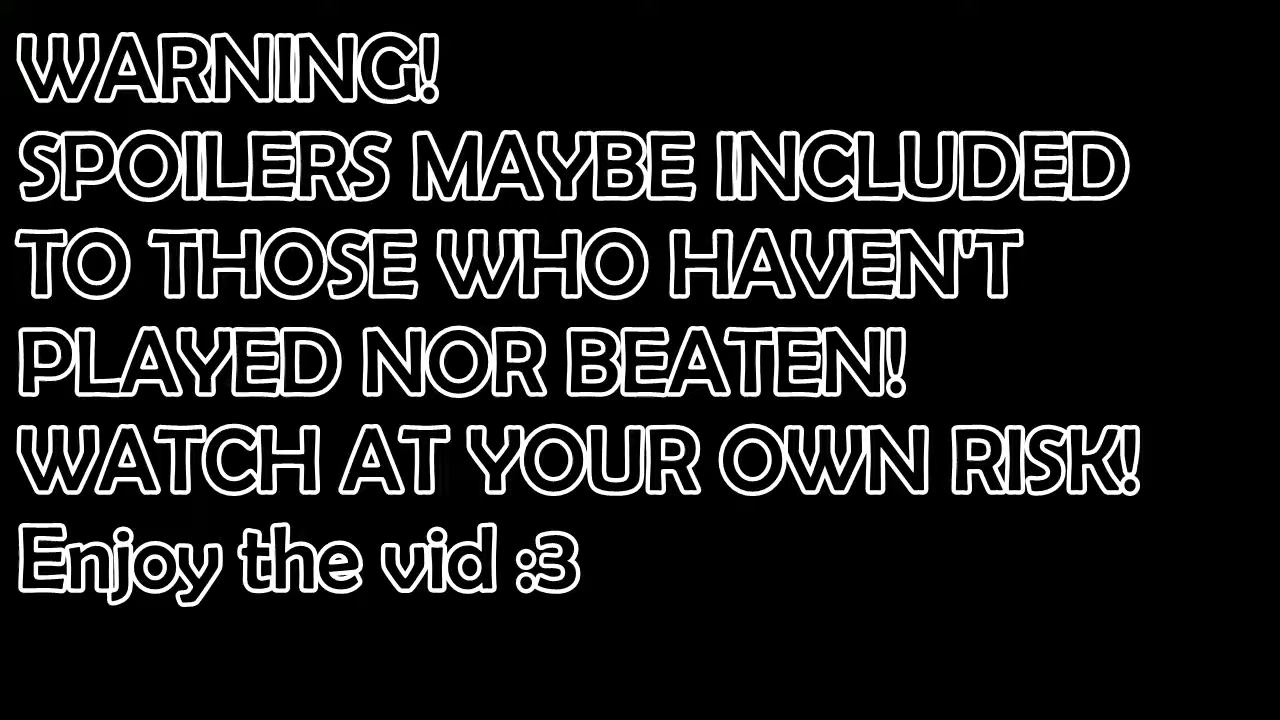 WARNING!
SPOILERS MAYBE INCLUDED
TO THOSE WHO HAVEN'T
PLAYED NOR BEATEN!
WATCH AT YOUR OWN RISK!
Enjoy the vid :3